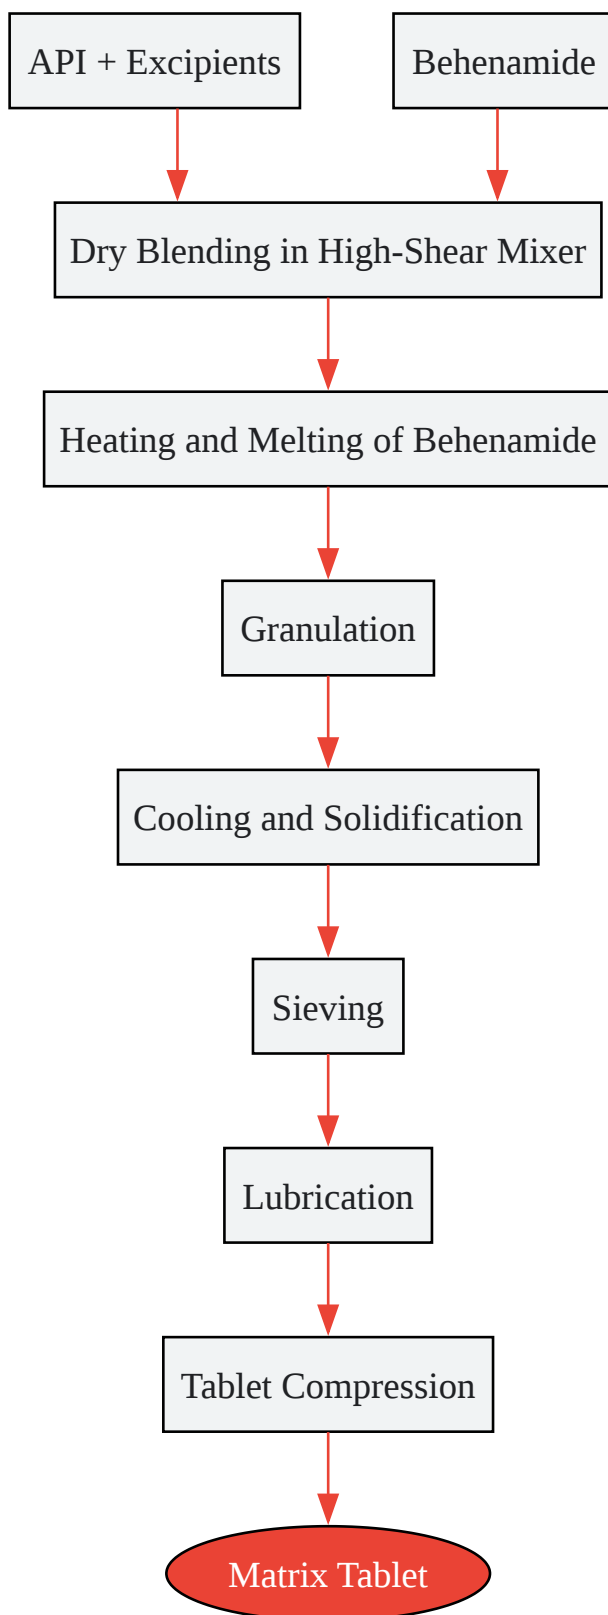 API + Excipients
Behenamide
Dry Blending in High-Shear Mixer
Heating and Melting of Behenamide
Granulation
Cooling and Solidification
Sieving
Lubrication
Tablet Compression
Matrix Tablet